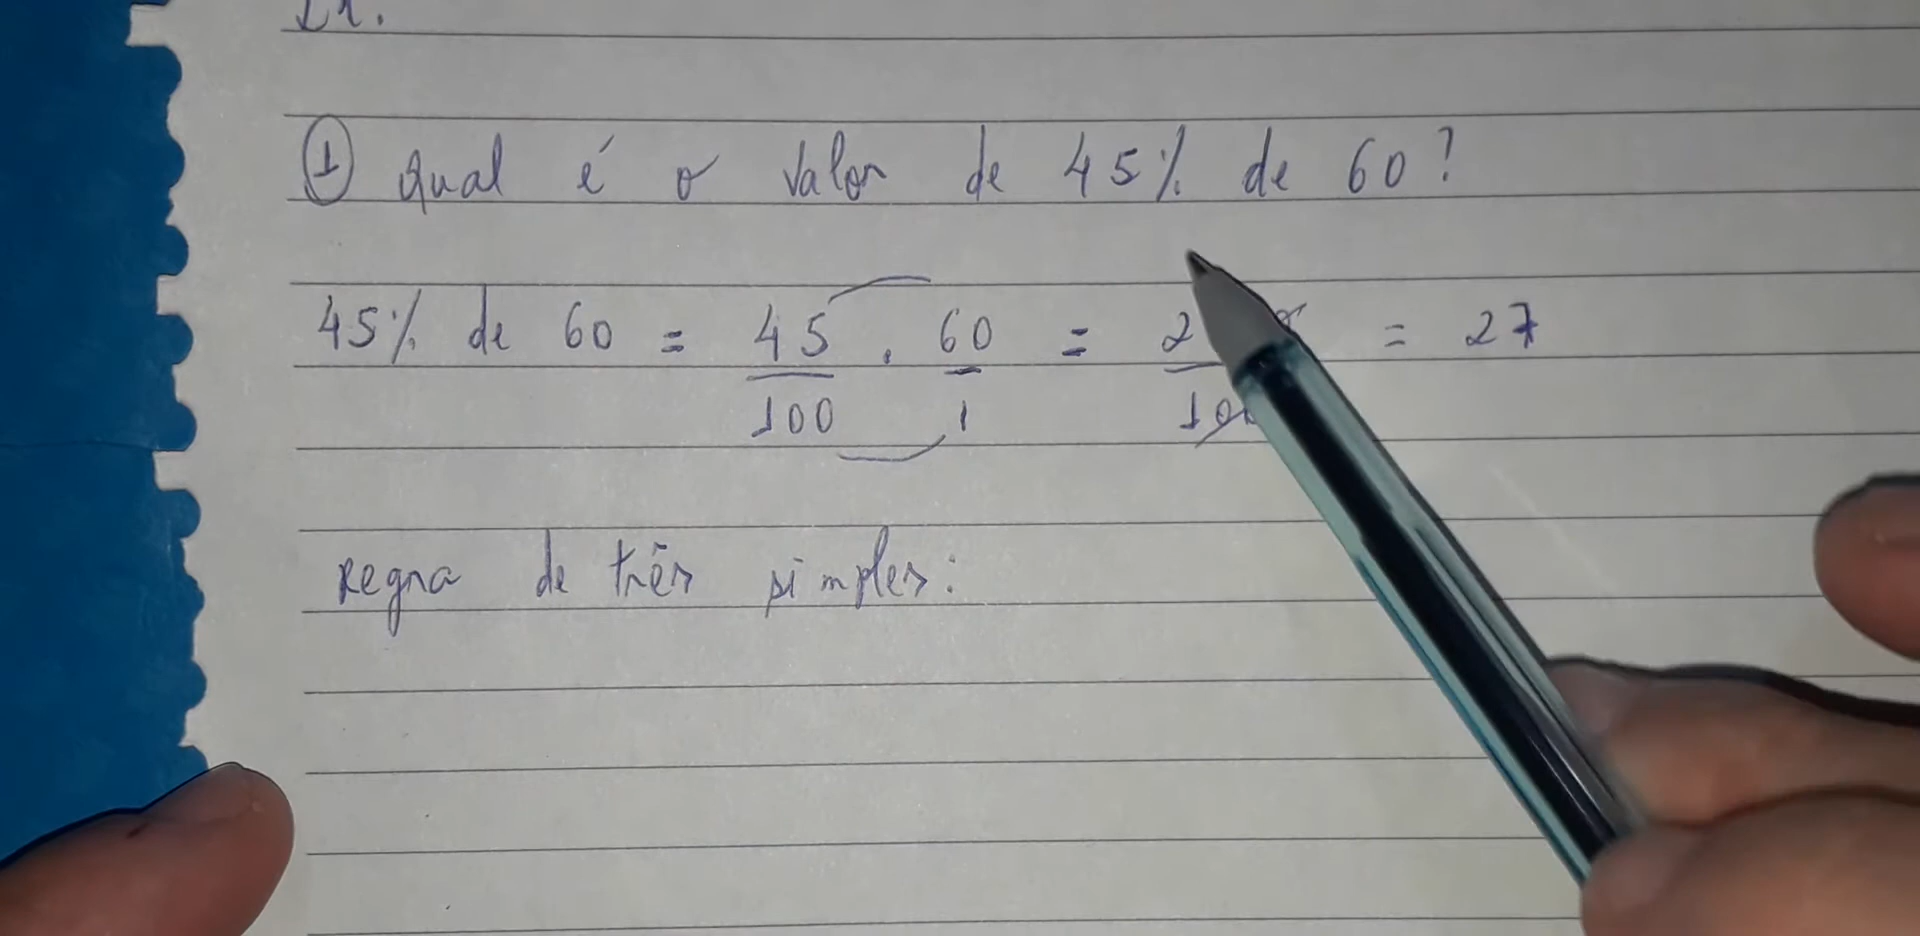 ① Qual é o valor de 45% de 60?
45% de 60 = 45/100 . 60/1 = = 27
Regra de três simples: